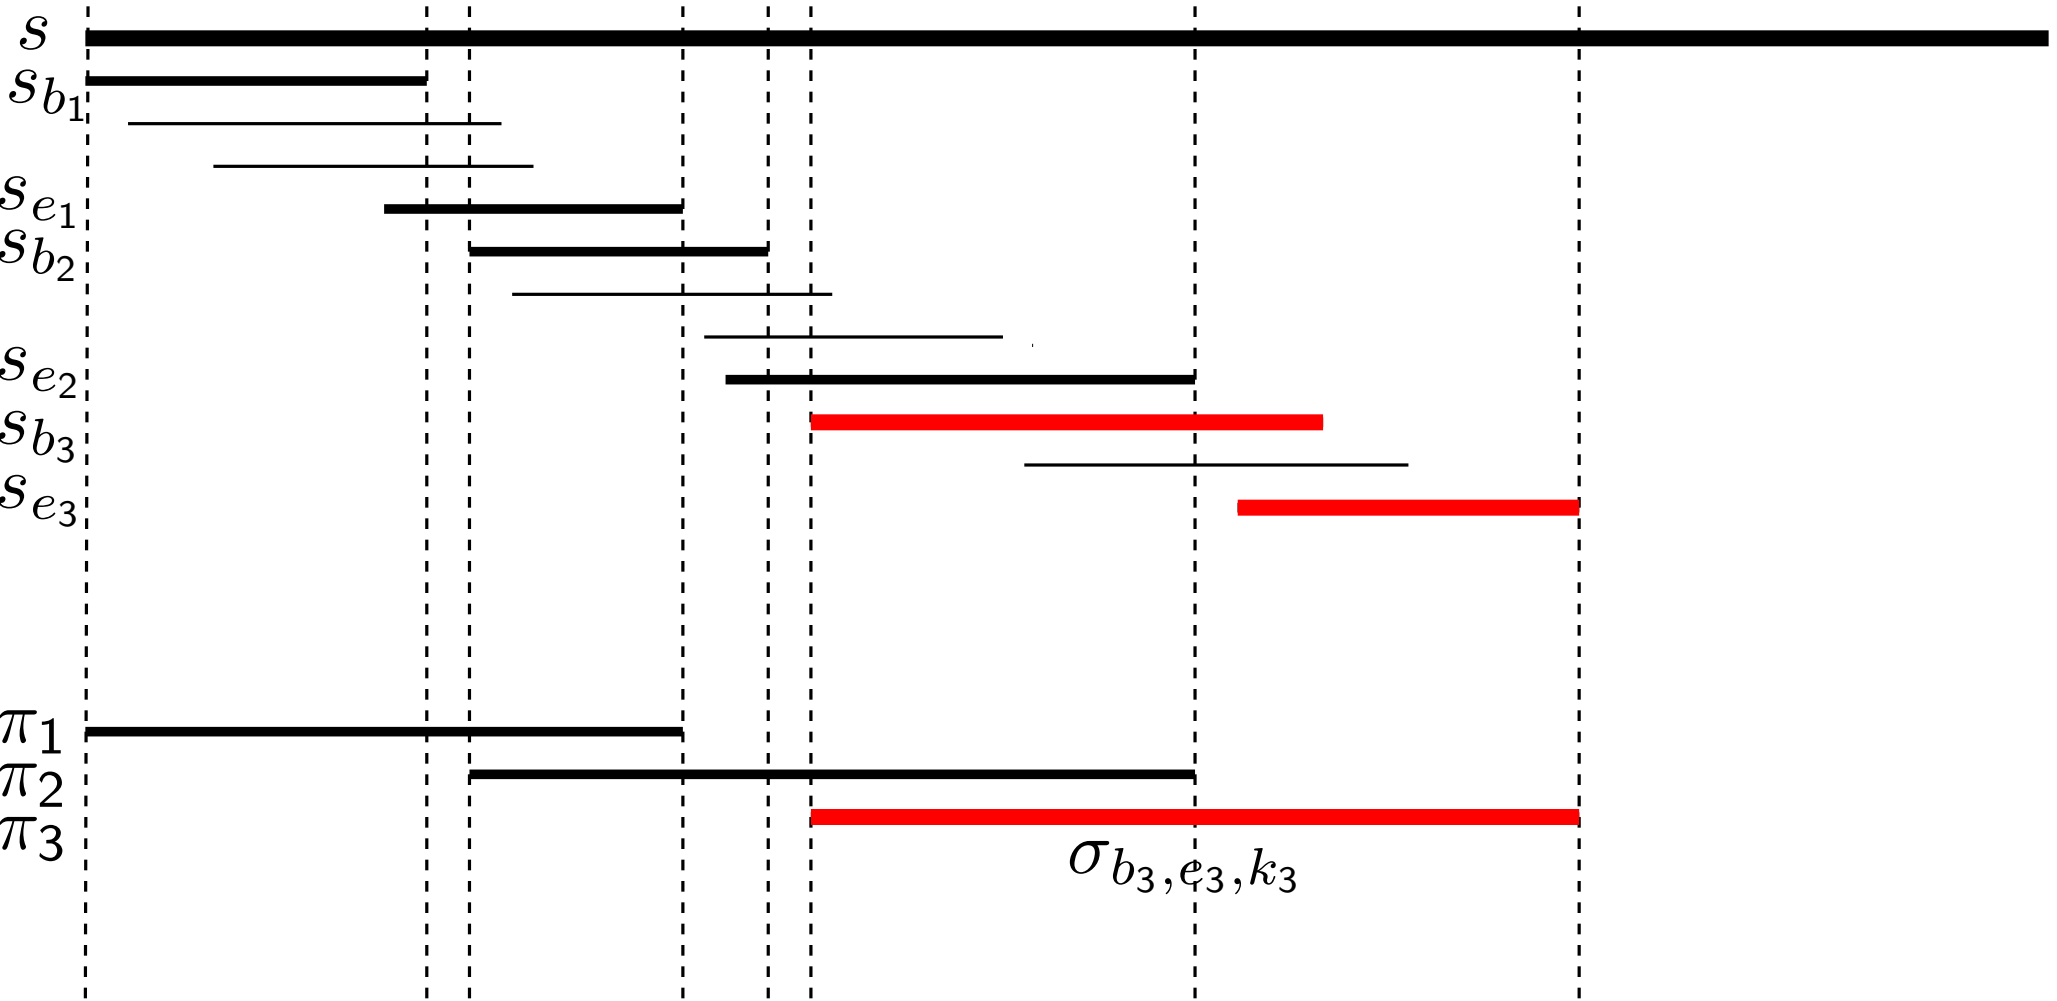 s
s_{b_1}
s_{e_1}
s_{b_2}
s_{e_2}
s_{b_3}
s_{e_3}
π_1
π_2
π_3
σ_{b_3,e_3,k_3}